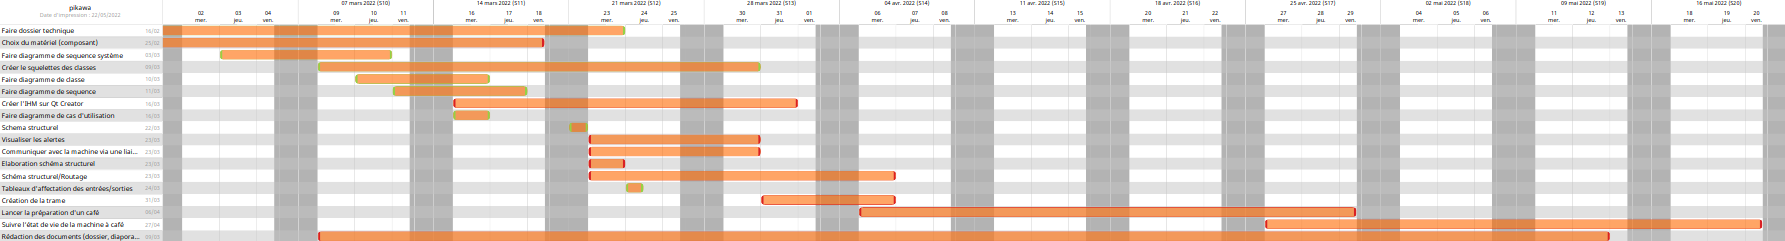 07 mars 2022 (S10) 14 mars 2022 (S11) 21 mars 2022 (S12) 28 mars 2022 (S13) 04 avr. 2022 (S14) 11 avr. 2022 (S15) 18 avr. 2022 (S16) 25 avr. 2022 (S17) 02 mai 2022 (S18) 09 mai 2022 (S19) 16 mai 2022 (S20)
pikawa
Date d'impression : 22/05/2022
02 03 04 09 10 11 16 17 18 23 24 25 30 31 01 06 07 08 13 14 15 20 21 22 27 28 29 04 05 06 11 12 13 18 19 20
mer. jeu. ven. mer. jeu. ven. mer. jeu. ven. mer. jeu. ven. mer. jeu. ven. mer. jeu. ven. mer. jeu. ven. mer. jeu. ven. mer. jeu. ven. mer. jeu. ven. mer. jeu. ven. mer. jeu. ven.
Faire dossier technique
Choix du matériel (composant)
Faire diagramme de sequence système 03/03
Créer le squelettes des classes 09/03
Faire diagramme de classe 10/03
Faire diagramme de sequence 11/03
Créer l'IHM sur Qt Creator 16/03
Faire diagramme de cas d'utilisation 16/03
Schema structurel 22/03
Visualiser les alertes 23/03
Communiquer avec la machine via une liai... 23/03
Elaboration schéma structurel 23/03
Schéma structurel/Routage 23/03
Tableaux d'affectation des entrées/sorties 24/03
Création de la trame 31/03
Lancer la préparation d'un café 06/04
Suivre l'état de vie de la machine à café 27/04
Rédaction des documents (dossier, diapora... 09/03